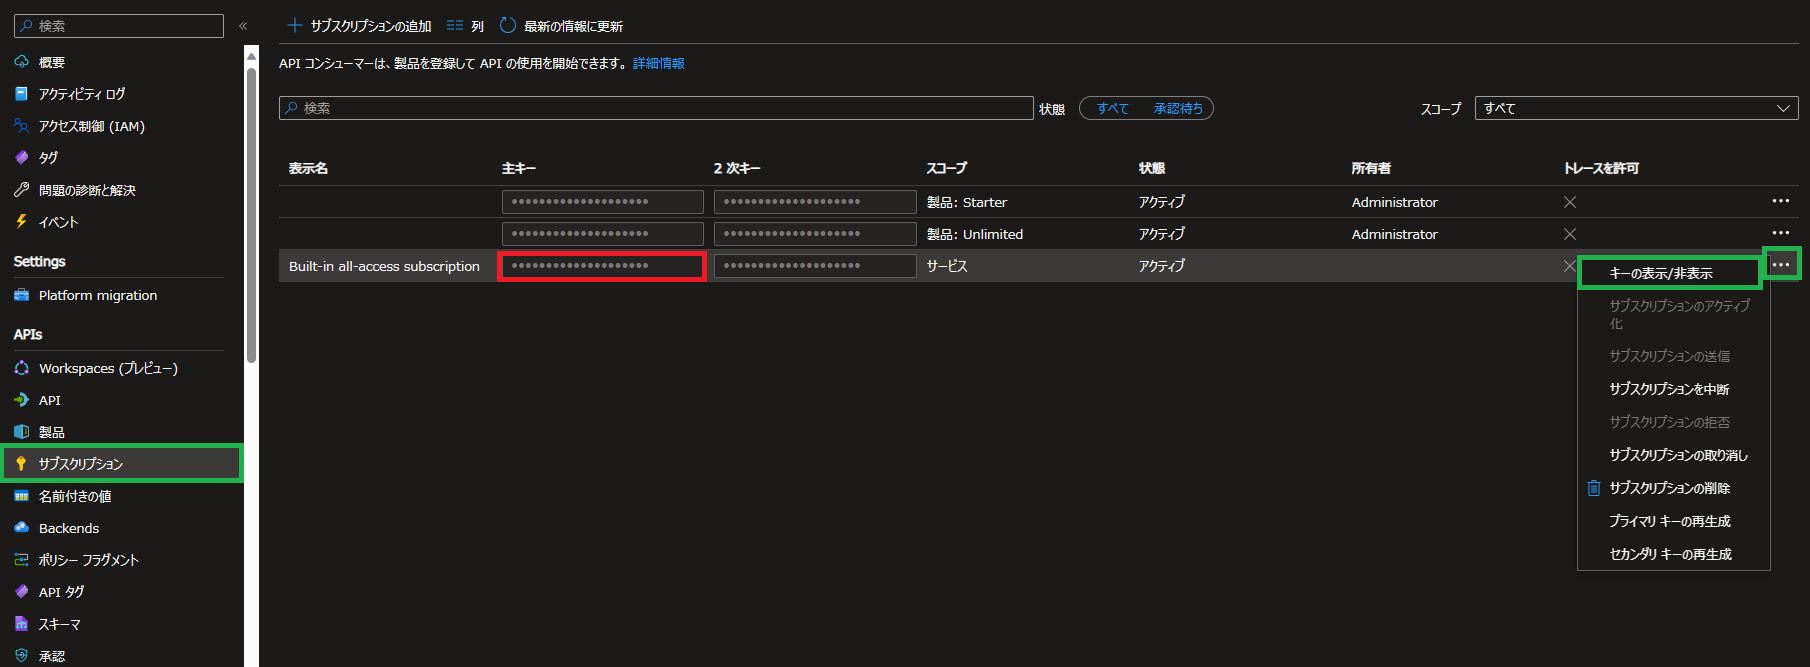 検索
«
概要
アクティビティ ログ
アクセス制御 (IAM)
タグ
問題の診断と解決
イベント
Settings
Platform migration
APIs
Workspaces (プレビュー)
API
製品
サブスクリプション
名前付きの値
Backends
ポリシー フラグメント
API タグ
スキーマ
承認
サブスクリプションの追加 列 最新の情報に更新
API コンシューマーは、製品を登録して API の使用を開始できます。 詳細情報
検索 状態 すべて 承認待ち スコープ すべて
表示名 主キー 2 次キー スコープ 状態 所有者 トレースを許可
•••••••••••••••••••• •••••••••••••••••••• 製品: Starter アクティブ Administrator ･･･
•••••••••••••••••••• •••••••••••••••••••• 製品: Unlimited アクティブ Administrator ･･･
Built-in all-access subscription •••••••••••••••••••• •••••••••••••••••••• サービス アクティブ ･･･
キーの表示/非表示
サブスクリプションのアクティブ
化
サブスクリプションの送信
サブスクリプションを中断
サブスクリプションの拒否
サブスクリプションの取り消し
サブスクリプションの削除
プライマリ キーの再生成
セカンダリ キーの再生成